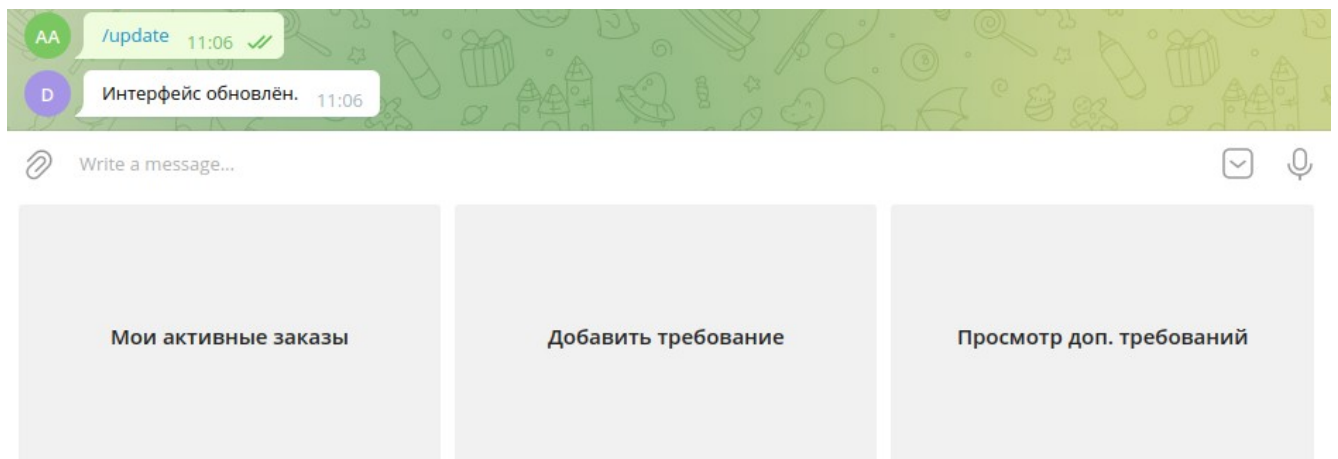 AA
/update 11:06
D
Интерфейс обновлён. 11:06
Write a message...
Мои активные заказы
Добавить требование
Просмотр доп. требований